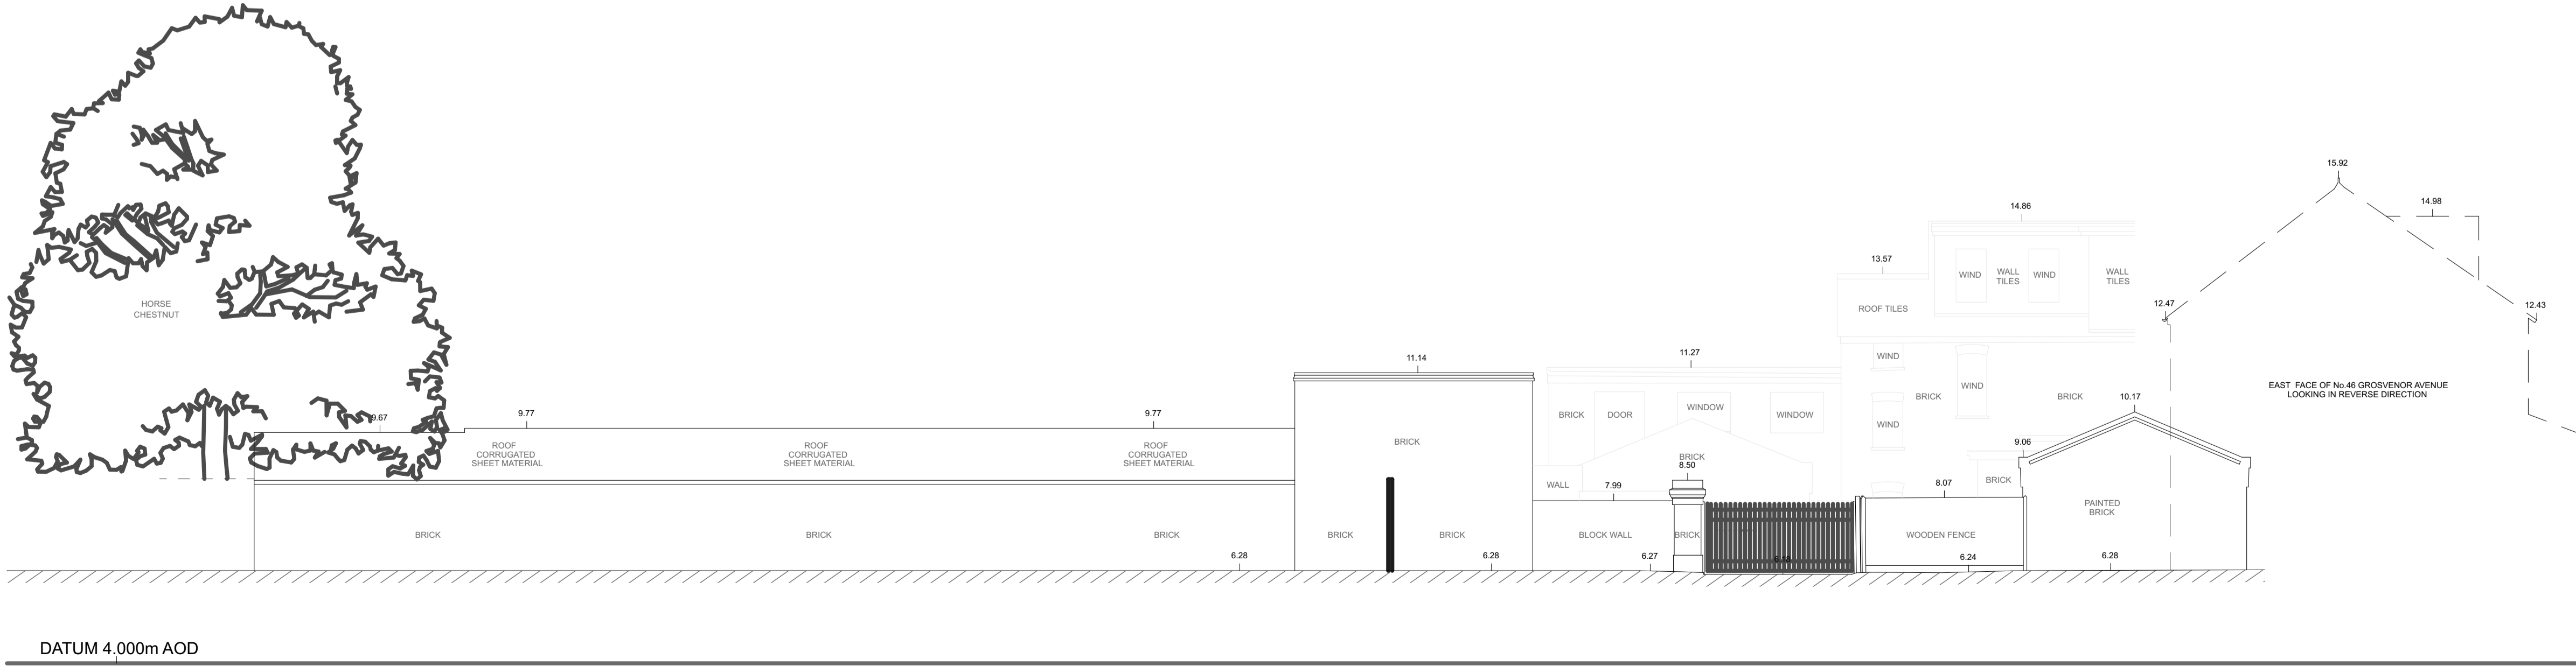 15.92
14.98
14.86
13.57
WIND
WALL
TILES
WIND
WALL
TILES
HORSE
CHESTNUT
ROOF TILES
12.47
12.43
11.14
11.27
WIND
EAST FACE OF No.46 GROSVENOR AVENUE
LOOKING IN REVERSE DIRECTION
WIND
BRICK
BRICK
10.17
9.67
9.77
9.77
BRICK
DOOR
WINDOW
WINDOW
WIND
ROOF
CORRUGATED
SHEET MATERIAL
ROOF
CORRUGATED
SHEET MATERIAL
ROOF
CORRUGATED
SHEET MATERIAL
BRICK
9.06
BRICK
8.50
WALL
7.99
8.07
BRICK
PAINTED
BRICK
BRICK
BRICK
BRICK
BRICK
BRICK
BLOCK WALL
BRICK
WOODEN FENCE
6.28
6.28
6.27
6.18
6.24
6.28
DATUM 4.000m AOD